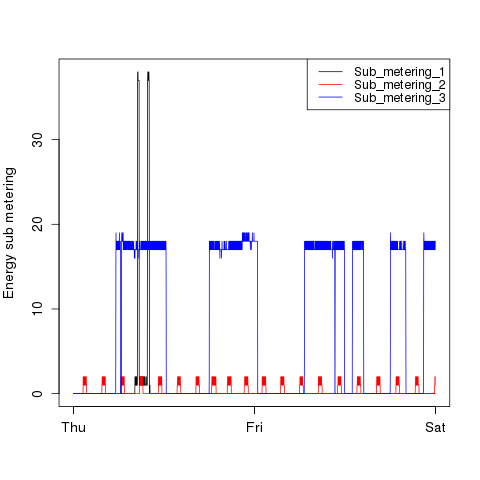 Sub_metering_1
Sub_metering_2
Sub_metering_3
Energy sub metering
30
20
10
0
Thu Fri Sat